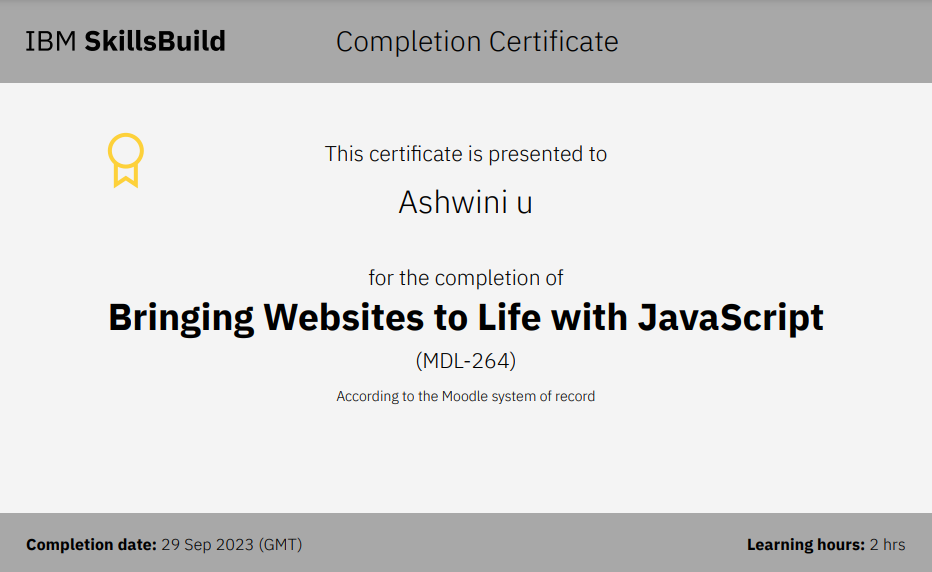 IBM SkillsBuild
Completion Certificate
This certificate is presented to
Ashwini u
for the completion of
Bringing Websites to Life with JavaScript
(MDL-264)
According to the Moodle system of record
Completion date: 29 Sep 2023 (GMT)
Learning hours: 2 hrs